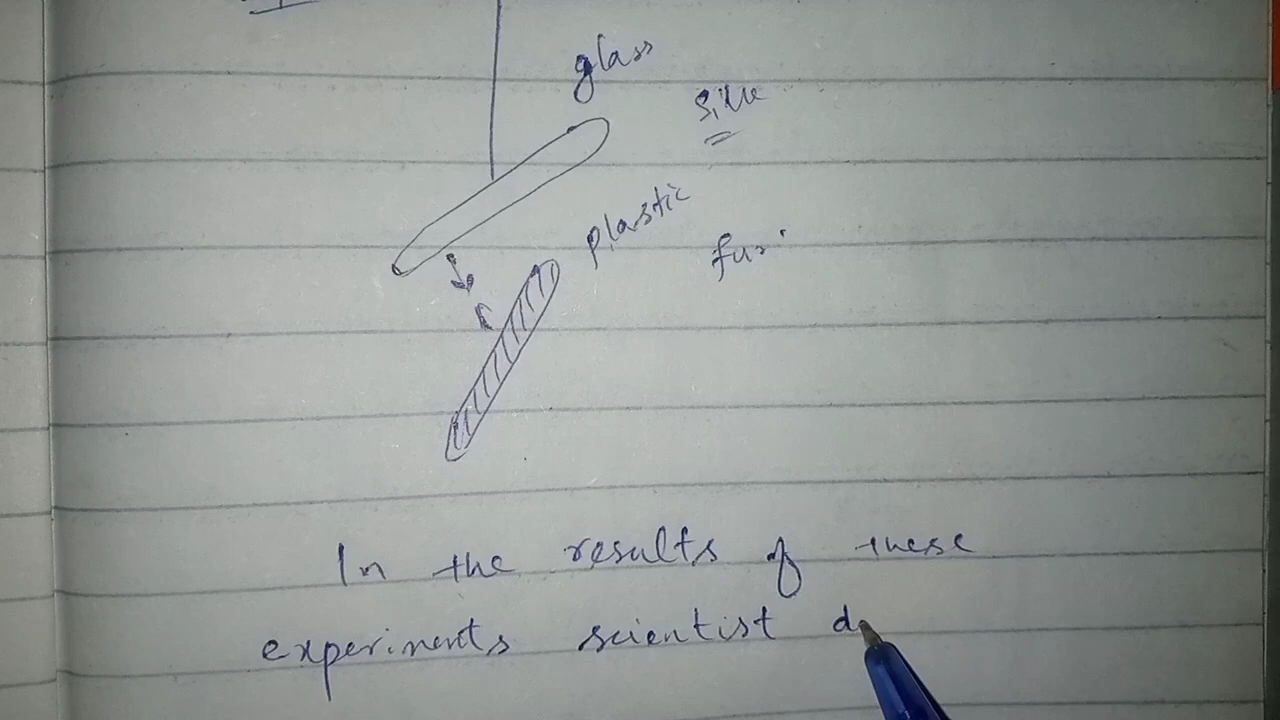 glass
silk
plastic
fur
In the results of these
experiments scientist d